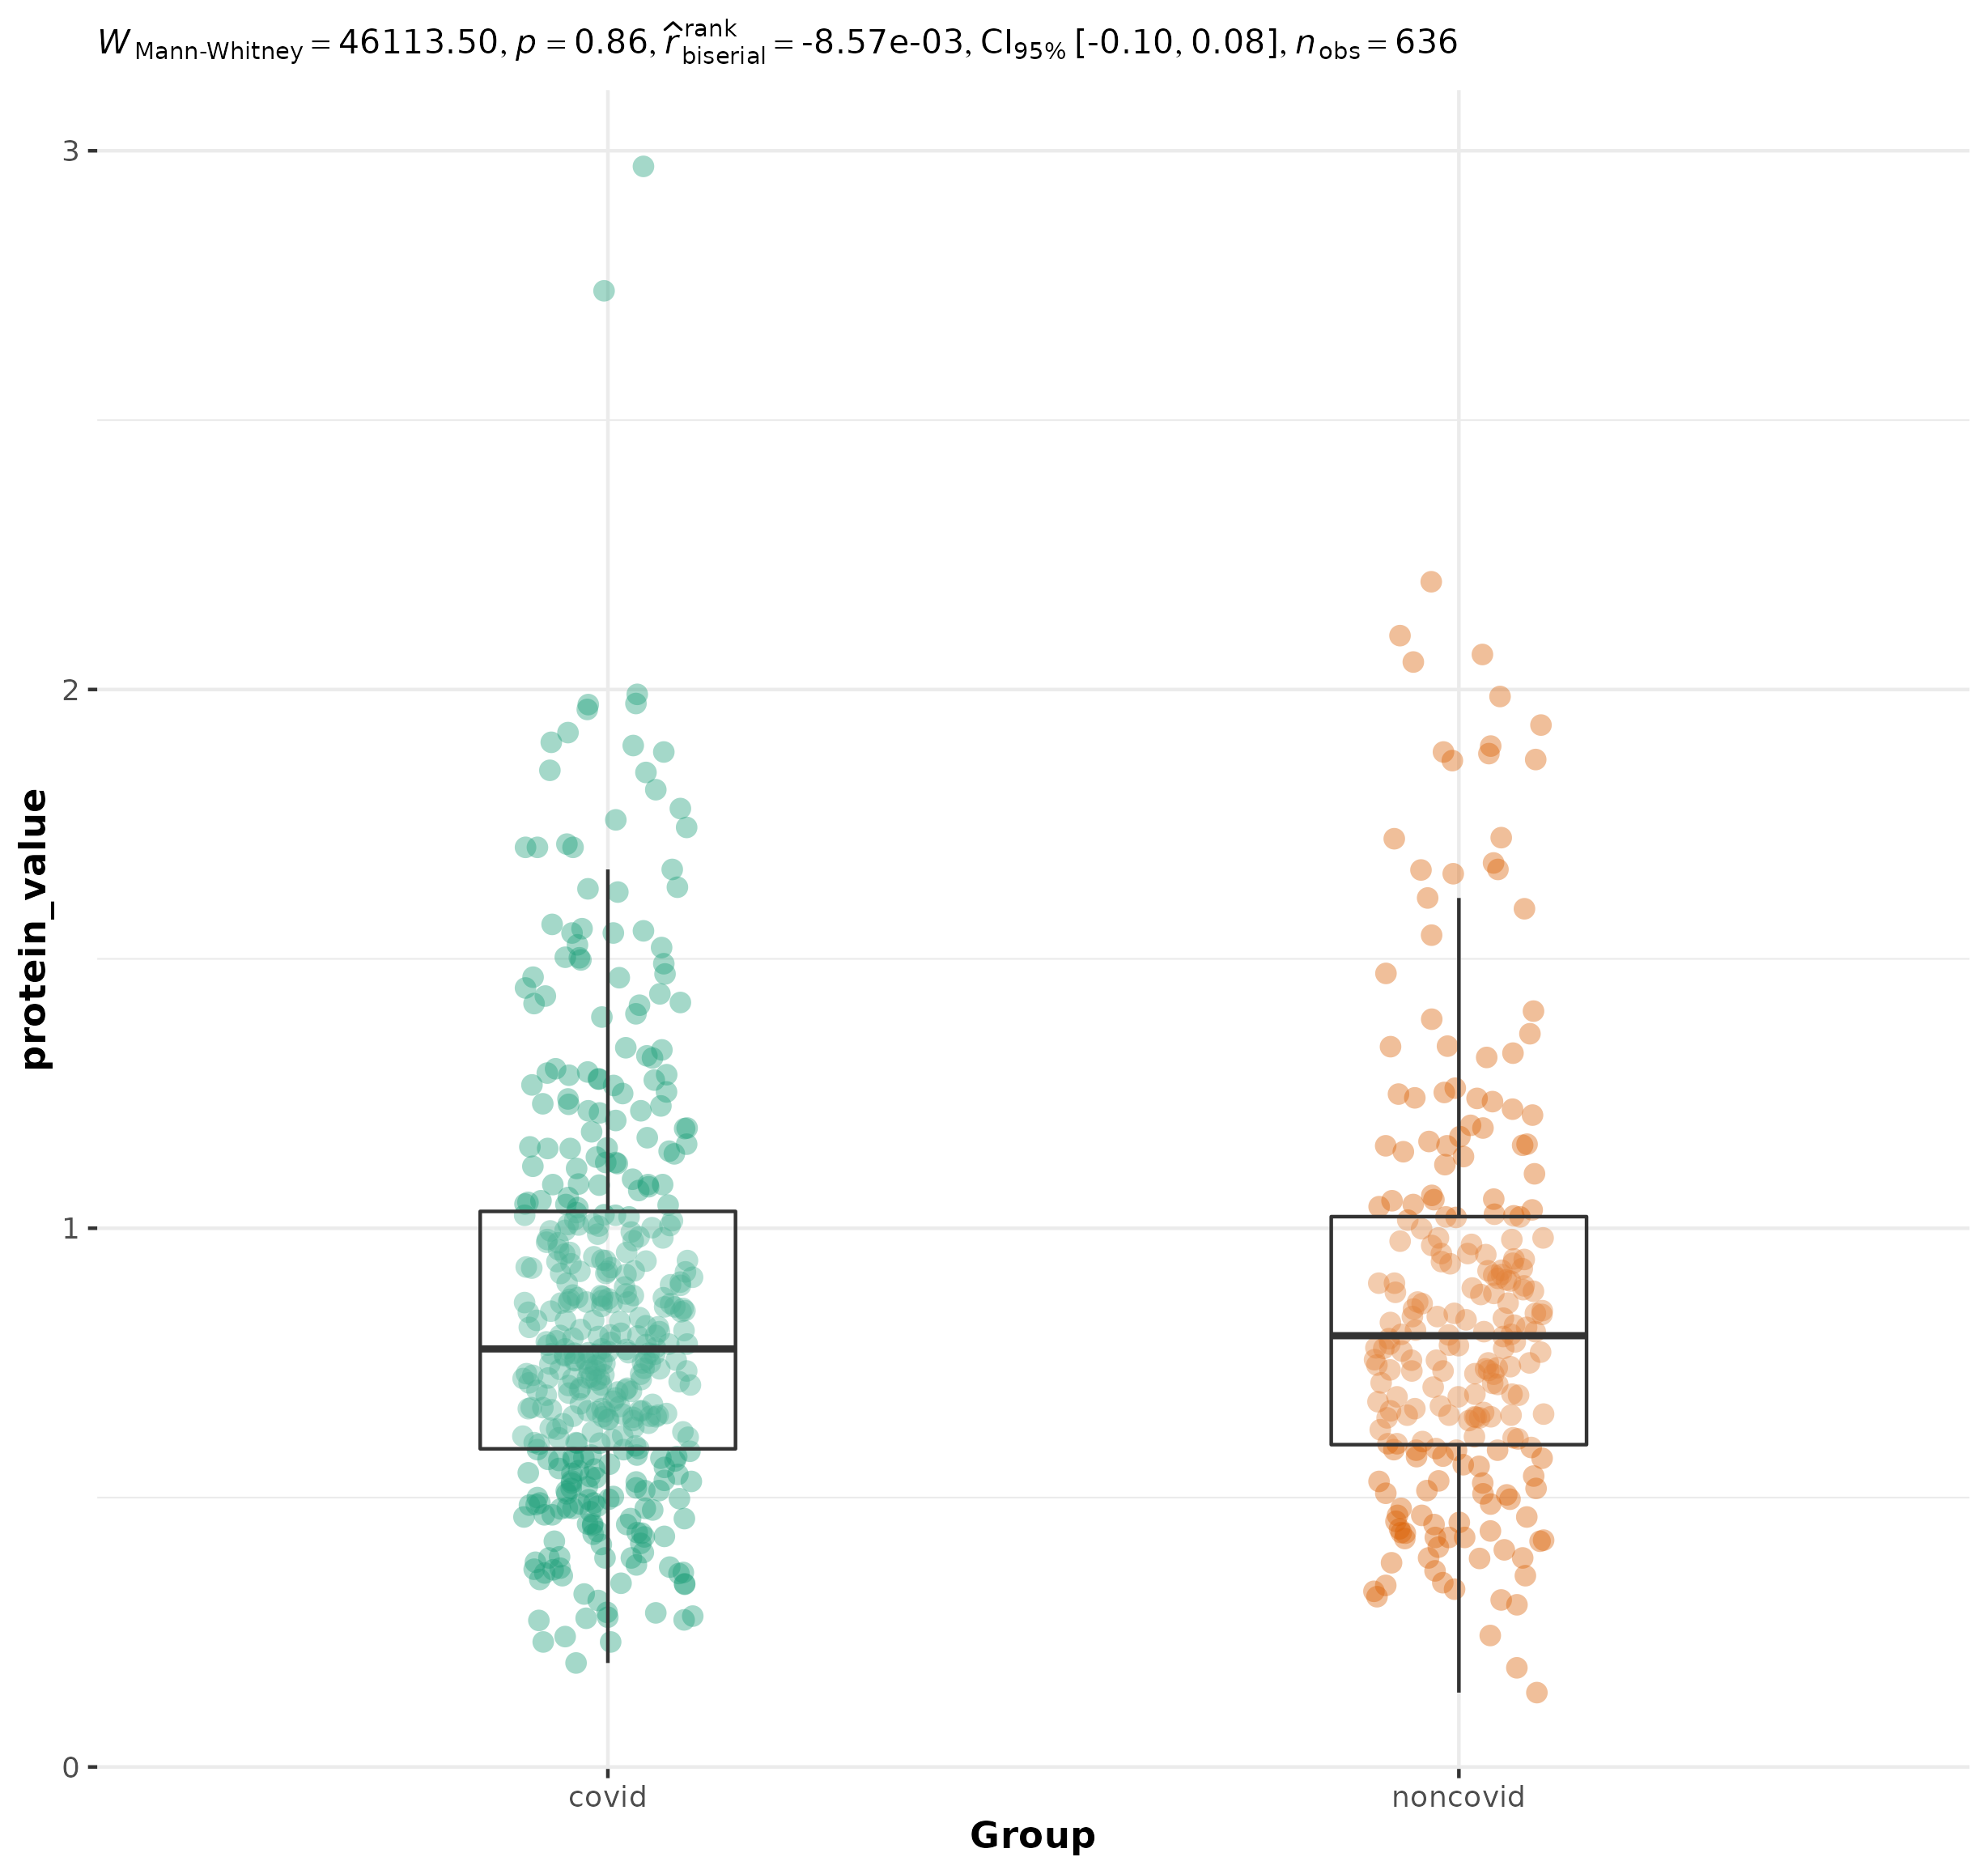 W Mann-Whitney = 46113.50, p = 0.86, r̂ rank biserial = -8.57e-03, CI95% [-0.10, 0.08], nobs = 636
3
2
1
0
protein_value
covid noncovid
Group